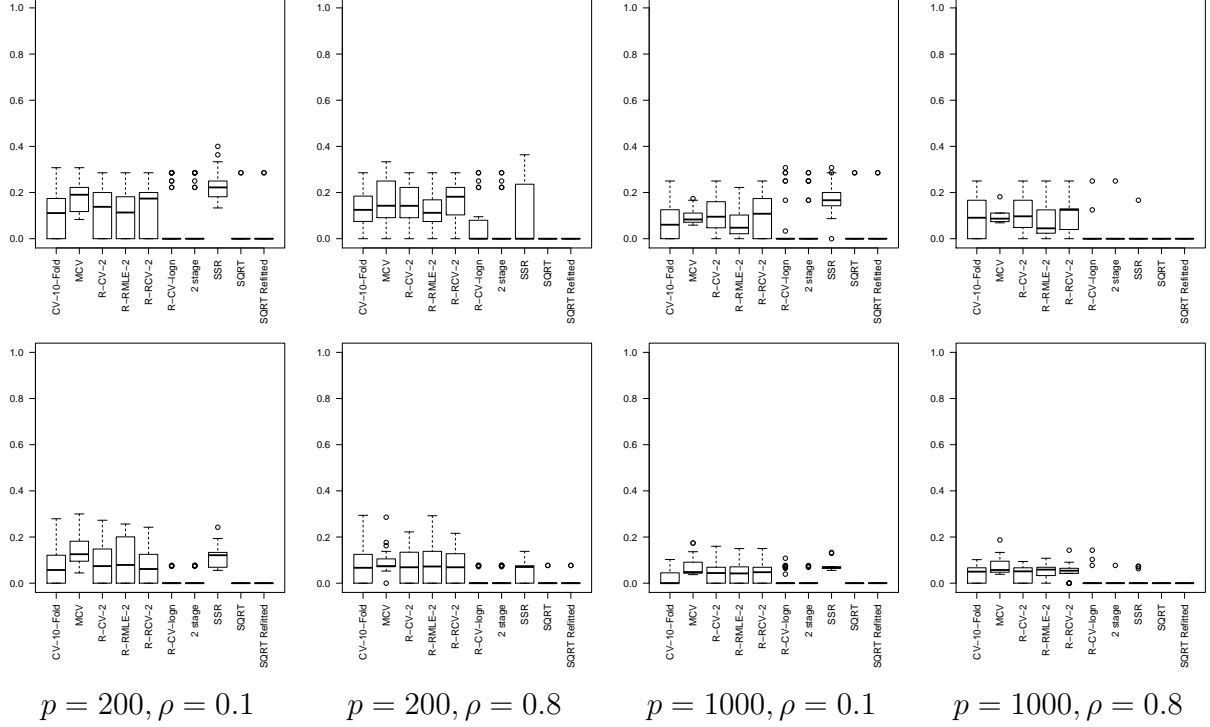 1.0 1.0 1.0 1.0
0.8 0.8 0.8 0.8
0.6 0.6 0.6 0.6
0.4 0.4 0.4 0.4
0.2 0.2 0.2 0.2
0.0 0.0 0.0 0.0
CV−10−Fold MCV R−CV−2 R−RMLE−2 R−RCV−2 R−CV−logn 2 stage SSR SQRT SQRT Refitted
CV−10−Fold MCV R−CV−2 R−RMLE−2 R−RCV−2 R−CV−logn 2 stage SSR SQRT SQRT Refitted
CV−10−Fold MCV R−CV−2 R−RMLE−2 R−RCV−2 R−CV−logn 2 stage SSR SQRT SQRT Refitted
CV−10−Fold MCV R−CV−2 R−RMLE−2 R−RCV−2 R−CV−logn 2 stage SSR SQRT SQRT Refitted
1.0 1.0 1.0 1.0
0.8 0.8 0.8 0.8
0.6 0.6 0.6 0.6
0.4 0.4 0.4 0.4
0.2 0.2 0.2 0.2
0.0 0.0 0.0 0.0
CV−10−Fold MCV R−CV−2 R−RMLE−2 R−RCV−2 R−CV−logn 2 stage SSR SQRT SQRT Refitted
CV−10−Fold MCV R−CV−2 R−RMLE−2 R−RCV−2 R−CV−logn 2 stage SSR SQRT SQRT Refitted
CV−10−Fold MCV R−CV−2 R−RMLE−2 R−RCV−2 R−CV−logn 2 stage SSR SQRT SQRT Refitted
CV−10−Fold MCV R−CV−2 R−RMLE−2 R−RCV−2 R−CV−logn 2 stage SSR SQRT SQRT Refitted
p = 200, ρ = 0.1 p = 200, ρ = 0.8 p = 1000, ρ = 0.1 p = 1000, ρ = 0.8